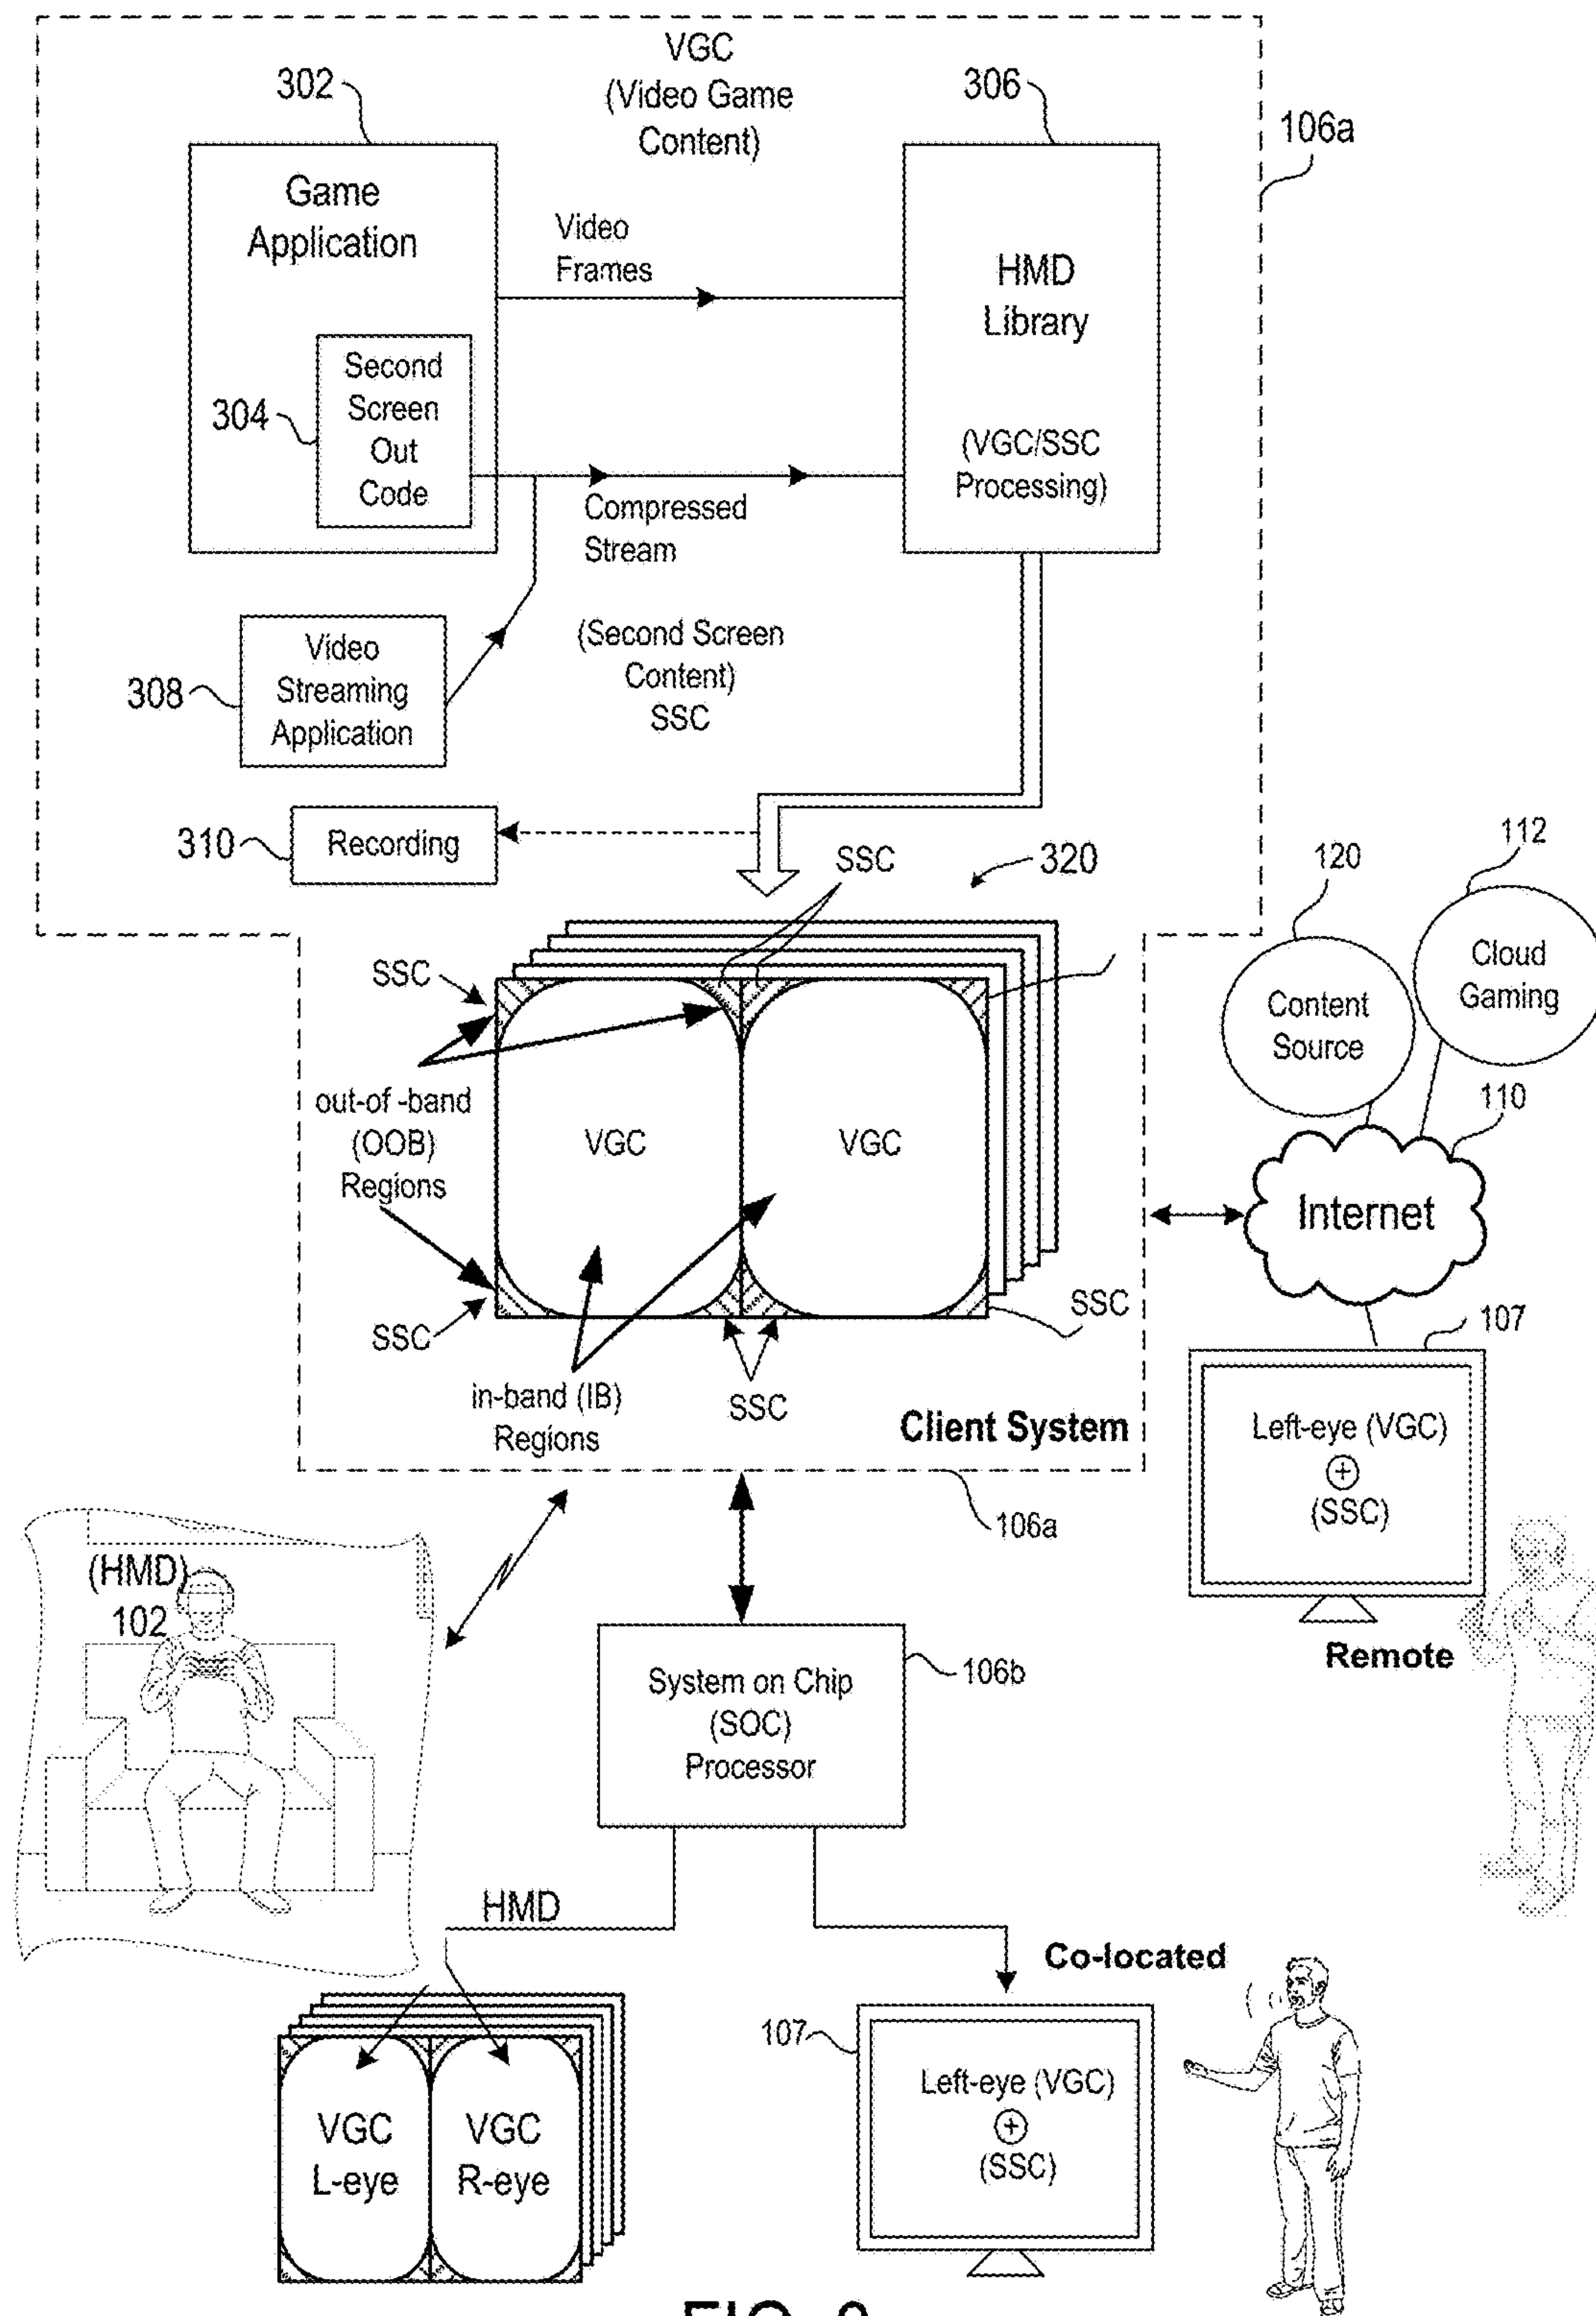 VGC
(Video Game
Content)
302
306
106a
Game
Application
Video
Frames
HMD
Library
304
Second
Screen
Out
Code
(VGC/SSC
Processing)
Compressed
Stream
308
Video
Streaming
Application
(Second Screen
Content)
SSC
310
Recording
SSC
320
120
112
Content
Source
Cloud
Gaming
SSC
out-of -band
(OOB)
Regions
VGC
VGC
110
Internet
SSC
SSC
SSC
in-band (IB)
Regions
Client System
106a
107
Left-eye (VGC)
+
(SSC)
Remote
(HMD)
102
System on Chip
(SOC)
Processor
106b
HMD
Co-located
VGC
L-eye
VGC
R-eye
107
Left-eye (VGC)
+
(SSC)